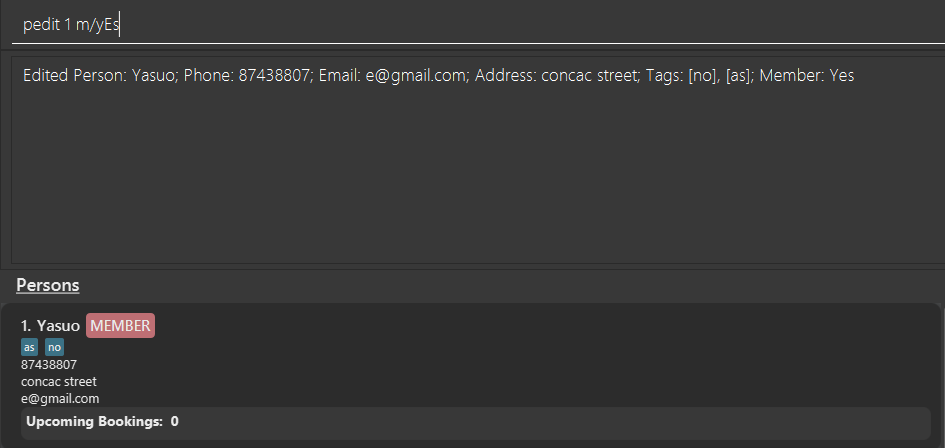 pedit 1 m/yEs
Edited Person: Yasuo; Phone: 87438807; Email: e@gmail.com; Address: concac street; Tags: [no], [as]; Member: Yes
Persons
1. Yasuo MEMBER
as no
87438807
concac street
e@gmail.com
Upcoming Bookings: 0